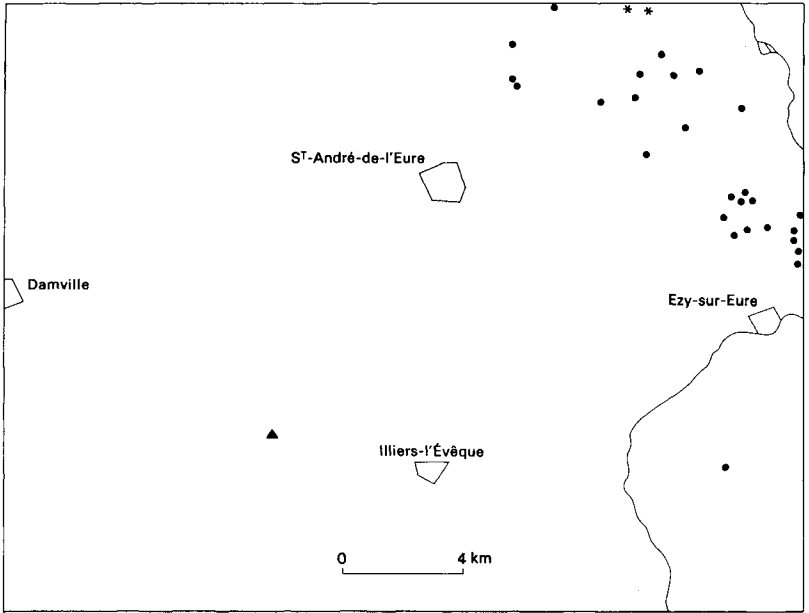 Sᵀ-André-de-l'Eure
Damville
Ezy-sur-Eure
Illiers-l'Évêque
0 4 km